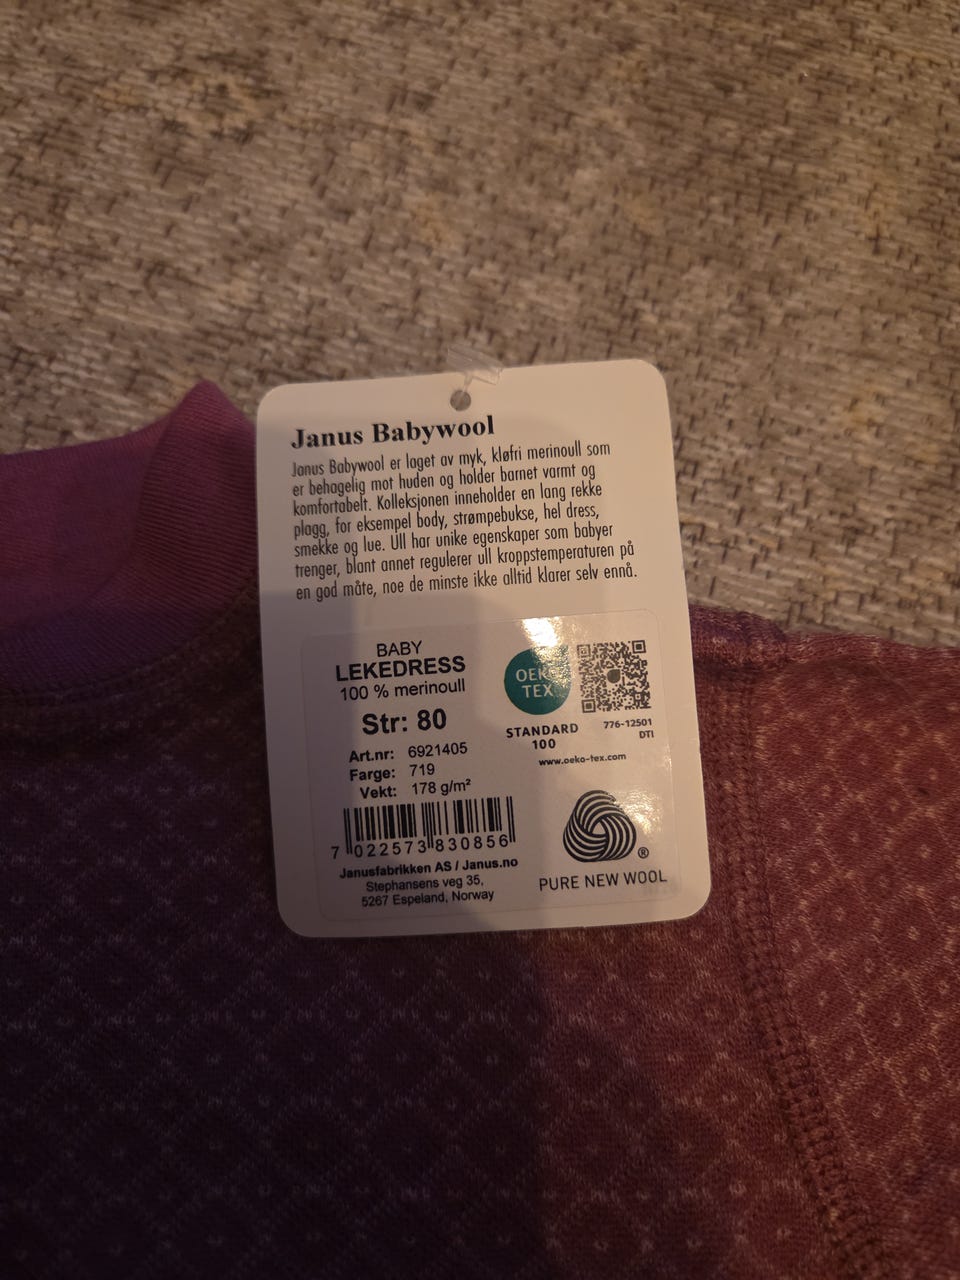 Janus Babywool
Janus Babywool er laget av myk, kløfri merinoull som
er behagelig mot huden og holder barnet varmt og
komfortabelt. Kolleksjonen inneholder en lang rekke
plagg, for eksempel body, strømpebukse, hel dress,
smekke og lue. Ull har unike egenskaper som babyer
trenger, blant annet regulerer ull kroppstemperaturen på
en god måte, noe de minste ikke alltid klarer selv ennå.
BABY
LEKEDRESS
100 % merinoull
Str: 80
Art.nr: 6921405
Farge: 719
Vekt: 178 g/m²
7 022573 830856
Janusfabrikken AS / Janus.no
Stephansens veg 35,
5267 Espeland, Norway
OEKO
TEX
STANDARD
100
776-12501
DTI
www.oeko-tex.com
®
PURE NEW WOOL